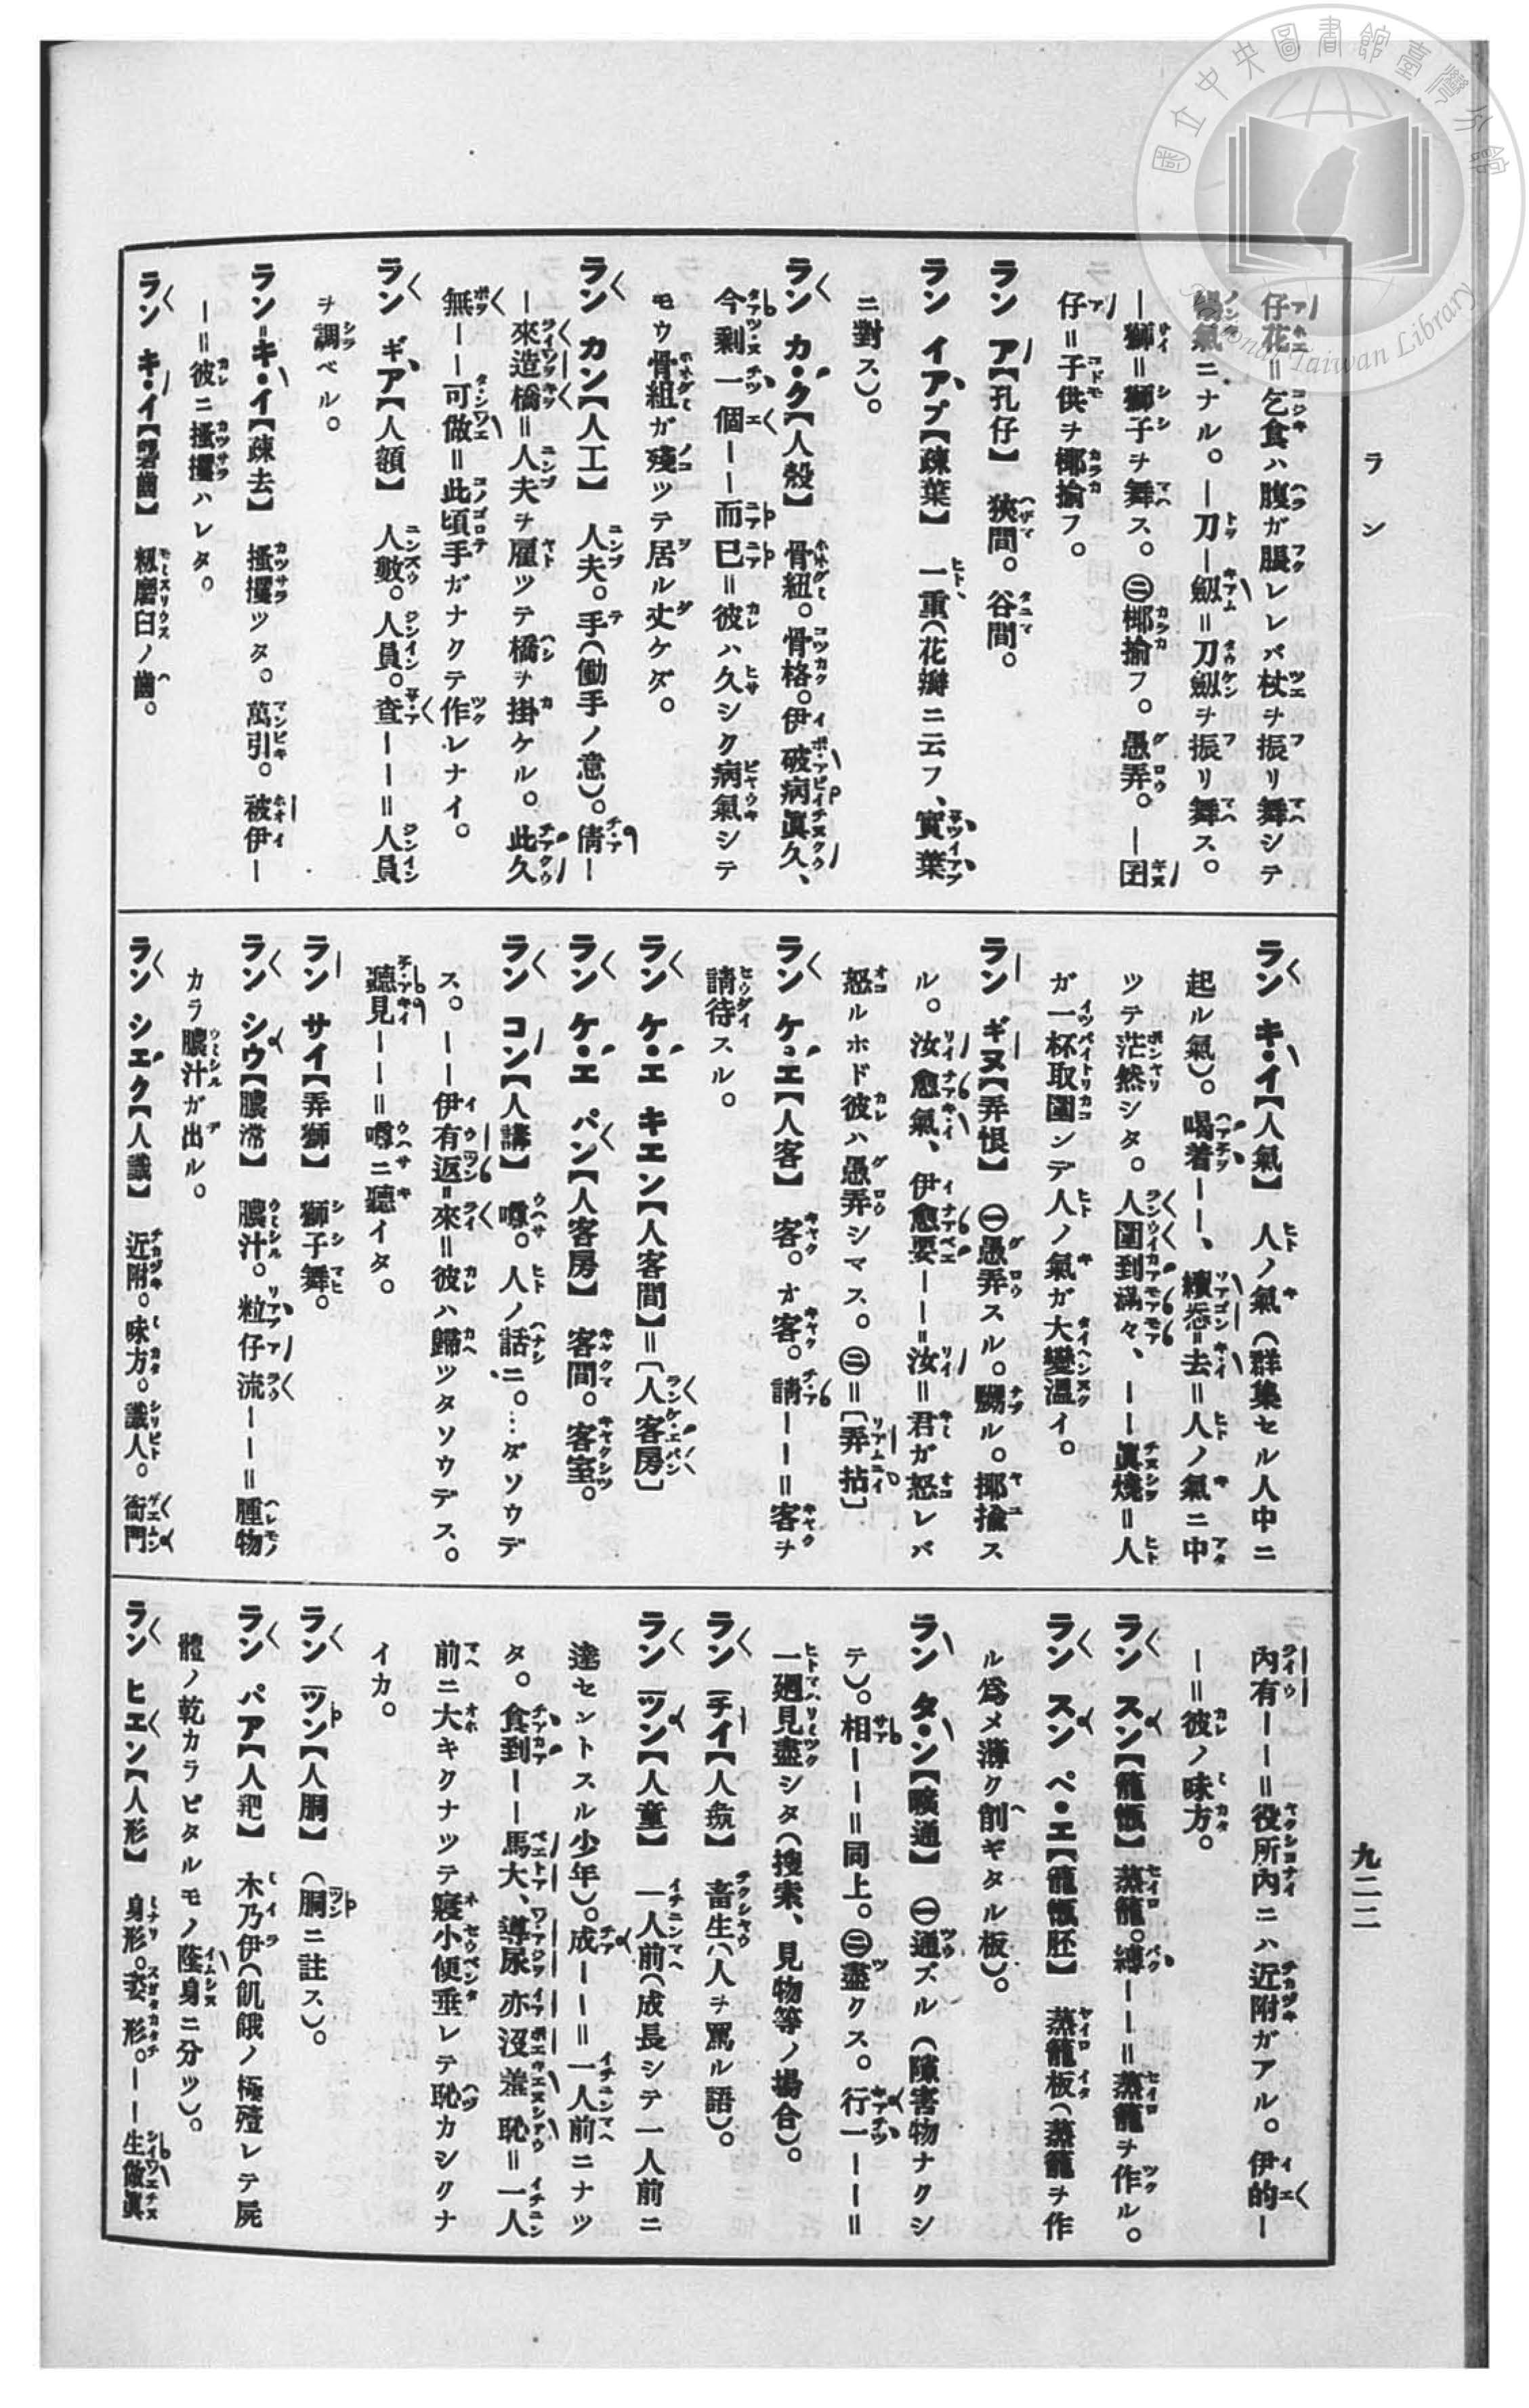 ラン
九二二
仔花=乞食ハ腹ガ脹レレバ杖ヲ振リ舞シテ
氣ニナル。—刀—劒=刀劔ヲ振リ舞ス。
—獅=獅子ヲ舞ス。㊁揶揄フ。愚弄。—囝
仔=子供ヲ揶揄フ。
ラン ア【孔仔】 狹間。谷間。
ラン イアプ【疎葉】 一重(花瓣ニ云フ、實葉
ニ對ス)。
ラン カ・ク【人殼】 骨組。骨格。伊破病眞久、
今剩一個——而已=彼ハ久シク病氣シテ
モウ骨組ガ殘ツテ居ル丈ケダ。
ラン カン【人工】 人夫。手(働手ノ意)。倩—
—來造橋=人夫ヲ雇ツテ橋ヲ掛ケル。此久
無——可做=此頃手ガナクテ作レナイ。
ラン ギア【人額】 人數。人員。査——=人員
ヲ調ベル。
ラン=キ・イ【疎去】 搔攫ツタ。萬引。被伊—
—=彼ニ搔攫ハレタ。
ラン キ・イ【礱齒】 籾磨臼ノ齒。
ラン キ・イ【人氣】 人ノ氣(群集セル人中ニ
起ル氣)。喝着——、續悉=去=人ノ氣ニ中
ツテ茫然シタ。人圍到滿々、——眞燒=人
ガ一杯取圍ンデ人ノ氣ガ大變溫イ。
ラン ギヌ【弄恨】 ㊀愚弄スル。嬲ル。揶揄ス
ル。汝愈氣、伊愈要——=汝=君ガ怒レバ
怒ルホド彼ハ愚弄シマス。㊁=〔弄拈〕
ラン ケ・エ【人客】 客。オ客。請——=客ヲ
請待スル。
ラン ケ・エ キエン【人客間】=〔人客房〕
ラン ケ・エ パン【人客房】 客間。客室。
ラン コン【人講】 噂。人ノ話ニ。…ダソウデ
ス。——伊有返=來=彼ハ歸ツタソウデス。
聽見——=噂ニ聽イタ。
ラン サイ【弄獅】 獅子舞。
ラン シウ【膿滯】 膿汁。粒仔流——=腫物
カラ膿汁ガ出ル。
ラン シエク【人識】 近附。味方。識人。衙門
內有——=役所內ニハ近附ガアル。伊的—
—=彼ノ味方。
ラン スン【籠㽃】 蒸籠。縛——=蒸籠ヲ作ル。
ラン スン ペ・エ【籠㽃胚】 蒸籠板(蒸籠ヲ作
ル爲メ薄ク削ギタル板)。
ラン タ・ン【曠通】 ㊀通ズル(障害物ナクシ
テ)。相——=同上。㊁盡クス。行一——=
一廻見盡シタ(搜索、見物等ノ場合)。
ラン チイ【人彘】 畜生(人ヲ罵ル語)。
ラン ツン【人童】 一人前(成長シテ一人前ニ
達セントスル少年)。成——=一人前ニナツ
タ。食到——馬大、導尿亦沒羞恥=一人
前ニ大キクナツテ寢小便垂レテ恥カシクナ
イカ。
ラン ツン【人胴】 (胴ニ註ス)。
ラン パア【人豝】 木乃伊(飢餓ノ極殪レテ屍
體ノ乾カラビタルモノ蔭身ニ分ツ)。
ラン ヒエン【人形】 身形。姿形。——生做眞